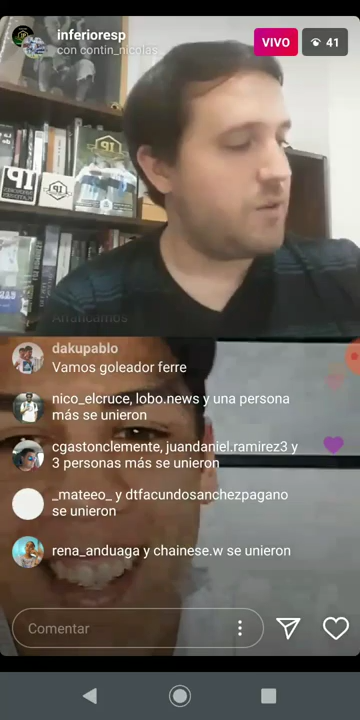 inferioresp
con contin_nicolas
VIVO
41
Analicamos
dakupablo
Vamos goleador ferre
nico_elcruce, lobo.news y una persona
más se unieron
cgastonclemente, juandaniel.ramirez3 y
3 personas más se unieron
_mateeo_ y dtfacundosanchezpagano
se unieron
rena_anduaga y chainese.w se unieron
Comentar